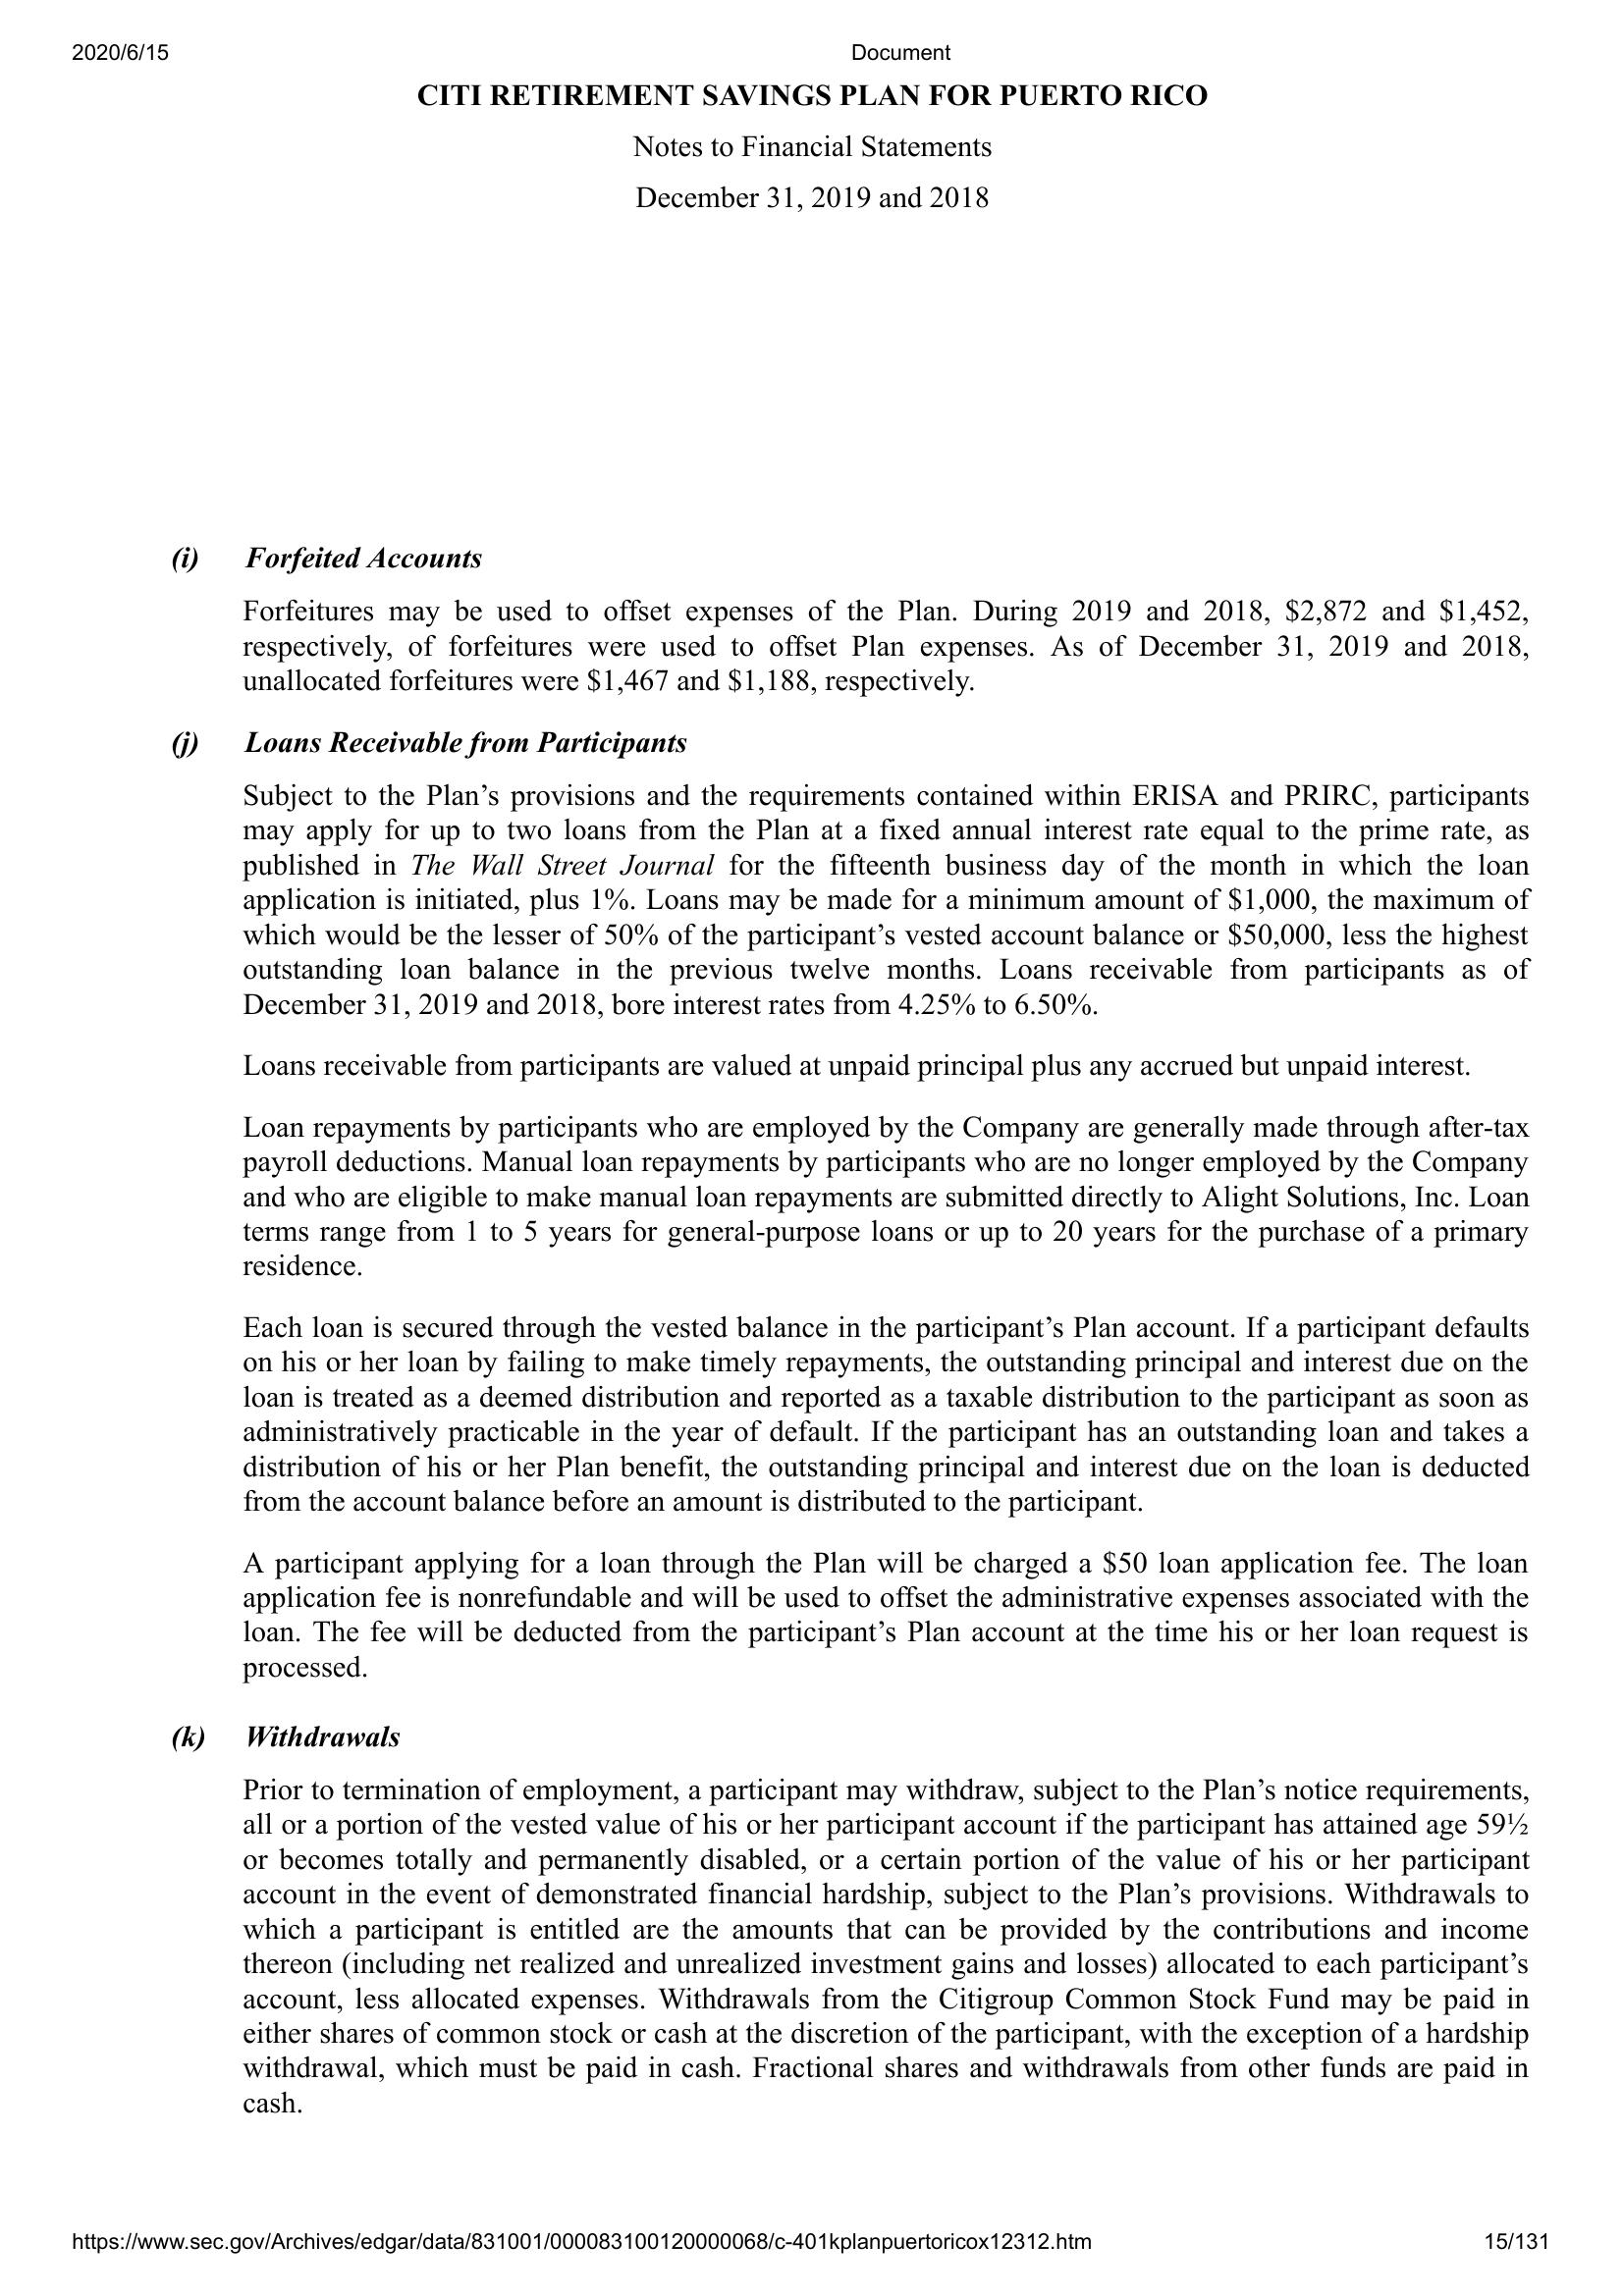 2020/6/15 Document
CITI RETIREMENT SAVINGS PLAN FOR PUERTO RICO
Notes to Financial Statements
December 31, 2019 and 2018
(i) Forfeited Accounts
Forfeitures may be used to offset expenses of the Plan. During 2019 and 2018, $2,872 and $1,452,
respectively, of forfeitures were used to offset Plan expenses. As of December 31, 2019 and 2018,
unallocated forfeitures were $1,467 and $1,188, respectively.
(j) Loans Receivable from Participants
Subject to the Plan’s provisions and the requirements contained within ERISA and PRIRC, participants
may apply for up to two loans from the Plan at a fixed annual interest rate equal to the prime rate, as
published in The Wall Street Journal for the fifteenth business day of the month in which the loan
application is initiated, plus 1%. Loans may be made for a minimum amount of $1,000, the maximum of
which would be the lesser of 50% of the participant’s vested account balance or $50,000, less the highest
outstanding loan balance in the previous twelve months. Loans receivable from participants as of
December 31, 2019 and 2018, bore interest rates from 4.25% to 6.50%.
Loans receivable from participants are valued at unpaid principal plus any accrued but unpaid interest.
Loan repayments by participants who are employed by the Company are generally made through after-tax
payroll deductions. Manual loan repayments by participants who are no longer employed by the Company
and who are eligible to make manual loan repayments are submitted directly to Alight Solutions, Inc. Loan
terms range from 1 to 5 years for general-purpose loans or up to 20 years for the purchase of a primary
residence.
Each loan is secured through the vested balance in the participant’s Plan account. If a participant defaults
on his or her loan by failing to make timely repayments, the outstanding principal and interest due on the
loan is treated as a deemed distribution and reported as a taxable distribution to the participant as soon as
administratively practicable in the year of default. If the participant has an outstanding loan and takes a
distribution of his or her Plan benefit, the outstanding principal and interest due on the loan is deducted
from the account balance before an amount is distributed to the participant.
A participant applying for a loan through the Plan will be charged a $50 loan application fee. The loan
application fee is nonrefundable and will be used to offset the administrative expenses associated with the
loan. The fee will be deducted from the participant’s Plan account at the time his or her loan request is
processed.
(k) Withdrawals
Prior to termination of employment, a participant may withdraw, subject to the Plan’s notice requirements,
all or a portion of the vested value of his or her participant account if the participant has attained age 59½
or becomes totally and permanently disabled, or a certain portion of the value of his or her participant
account in the event of demonstrated financial hardship, subject to the Plan’s provisions. Withdrawals to
which a participant is entitled are the amounts that can be provided by the contributions and income
thereon (including net realized and unrealized investment gains and losses) allocated to each participant’s
account, less allocated expenses. Withdrawals from the Citigroup Common Stock Fund may be paid in
either shares of common stock or cash at the discretion of the participant, with the exception of a hardship
withdrawal, which must be paid in cash. Fractional shares and withdrawals from other funds are paid in
cash.
https://www.sec.gov/Archives/edgar/data/831001/000083100120000068/c-401kplanpuertoricox12312.htm 15/131